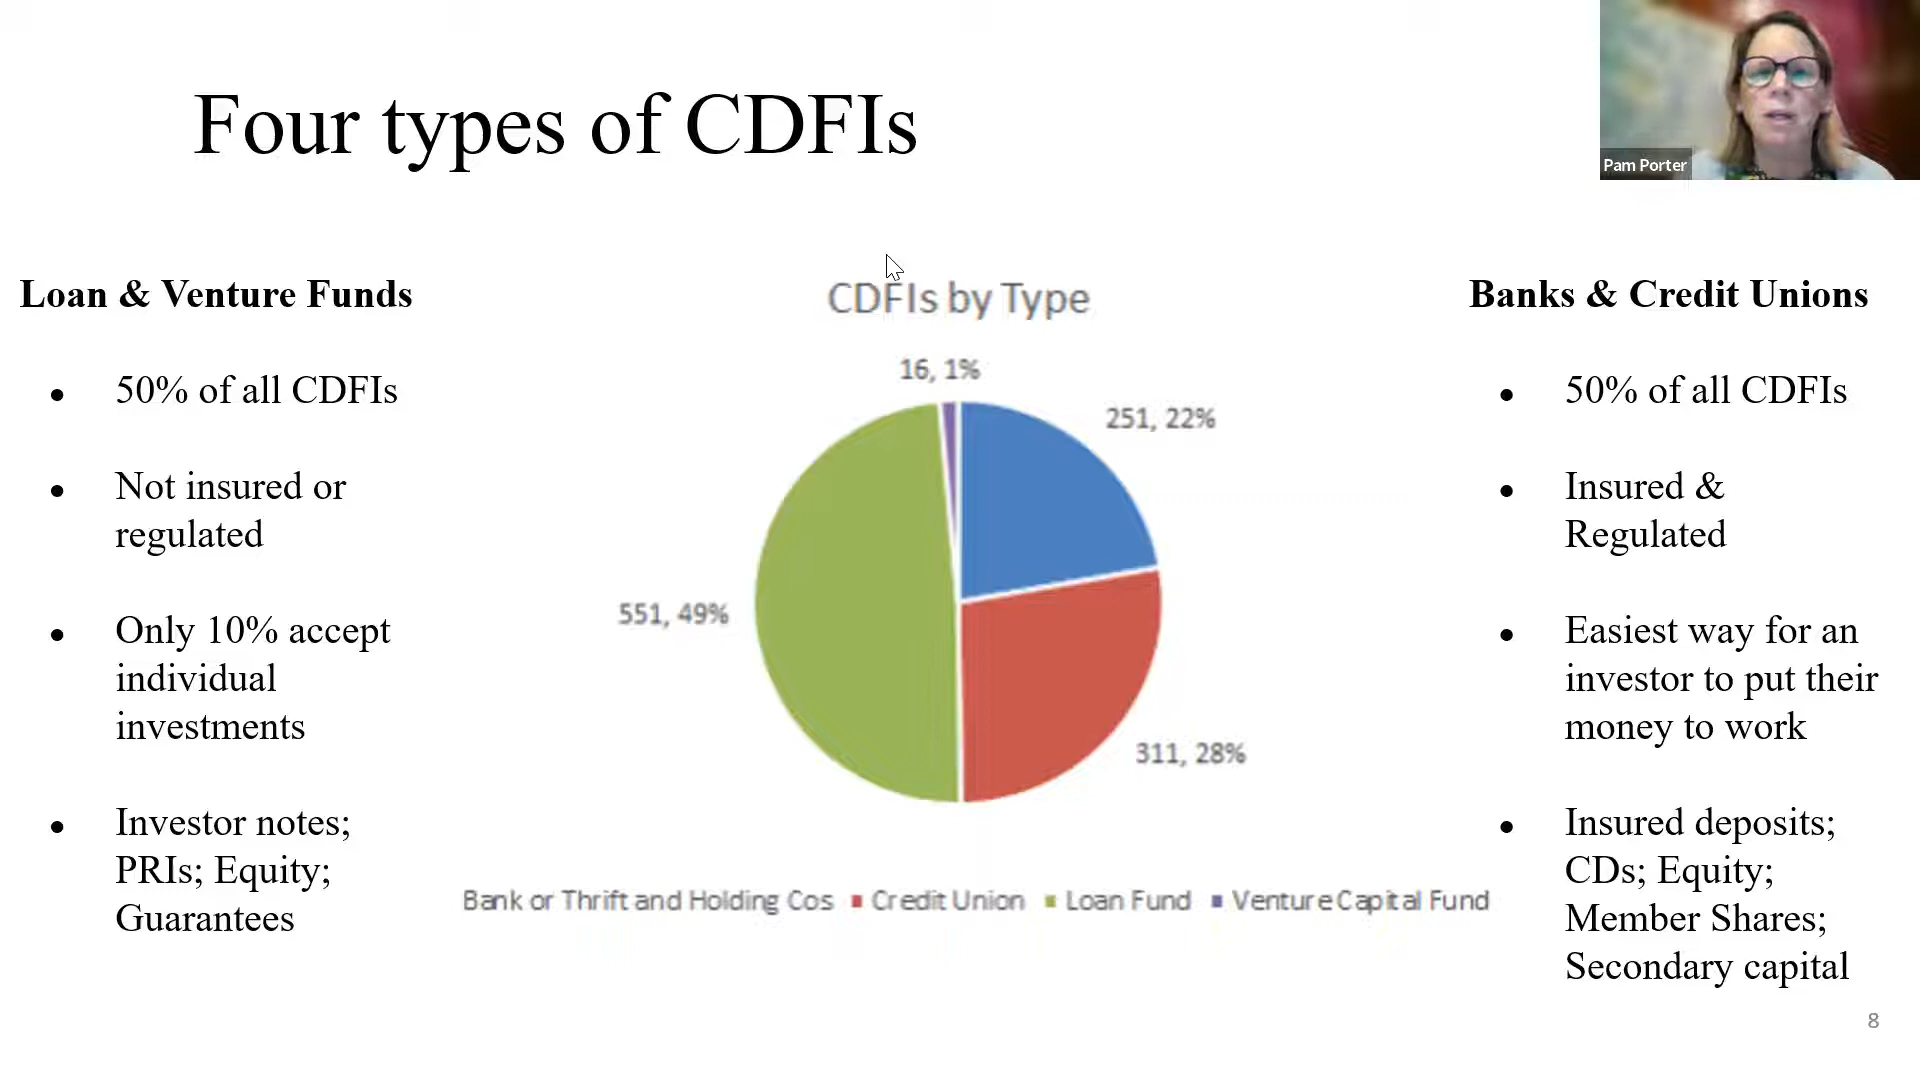 Four types of CDFIs
Pam Porter
Loan & Venture Funds
• 50% of all CDFIs
• Not insured or
regulated
• Only 10% accept
individual
investments
• Investor notes;
PRIs; Equity;
Guarantees
CDFIs by Type
16, 1%
251, 22%
551, 49%
311, 28%
Bank or Thrift and Holding Cos Credit Union Loan Fund Venture Capital Fund
Banks & Credit Unions
• 50% of all CDFIs
• Insured &
Regulated
• Easiest way for an
investor to put their
money to work
• Insured deposits;
CDs; Equity;
Member Shares;
Secondary capital
8